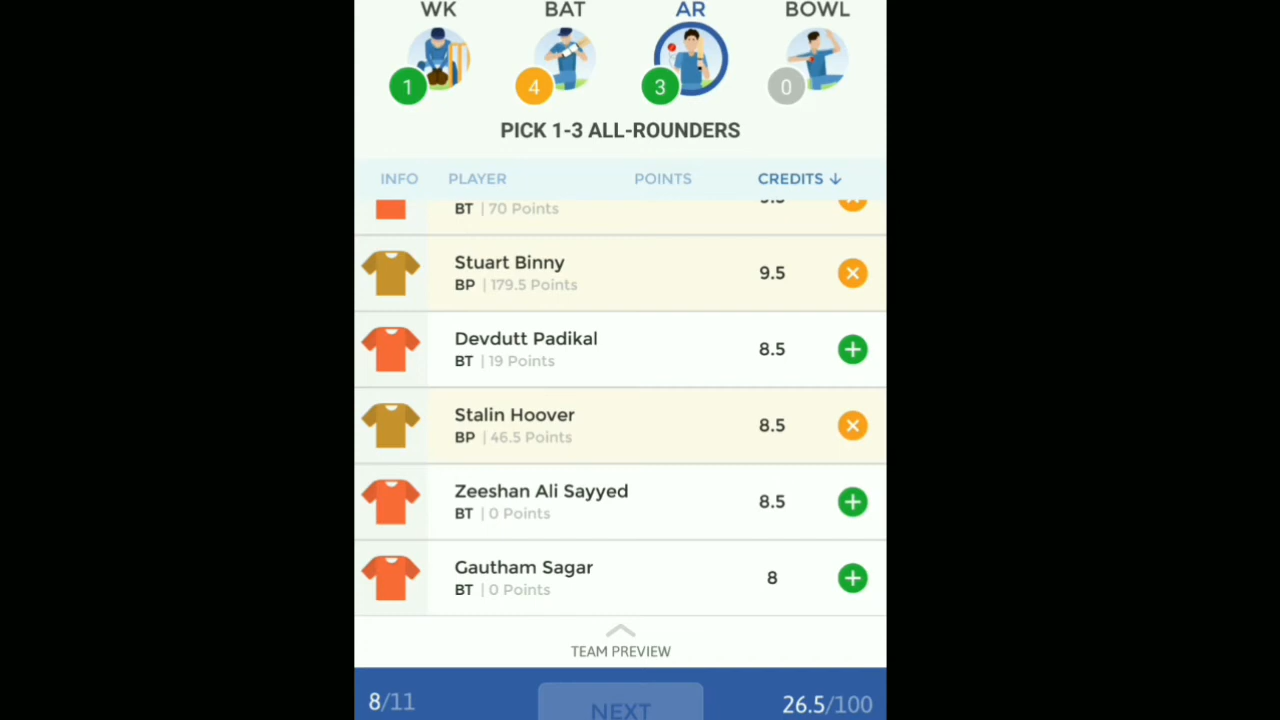 WK BAT AR BOWL
1 4 3 0
PICK 1-3 ALL-ROUNDERS
INFO PLAYER POINTS CREDITS ↓
BT | 70 Points 9.5
Stuart Binny 9.5
BP | 179.5 Points
Devdutt Padikal 8.5
BT | 19 Points
Stalin Hoover 8.5
BP | 46.5 Points
Zeeshan Ali Sayyed 8.5
BT | 0 Points
Gautham Sagar 8
BT | 0 Points
TEAM PREVIEW
8/11 NEXT 26.5/100